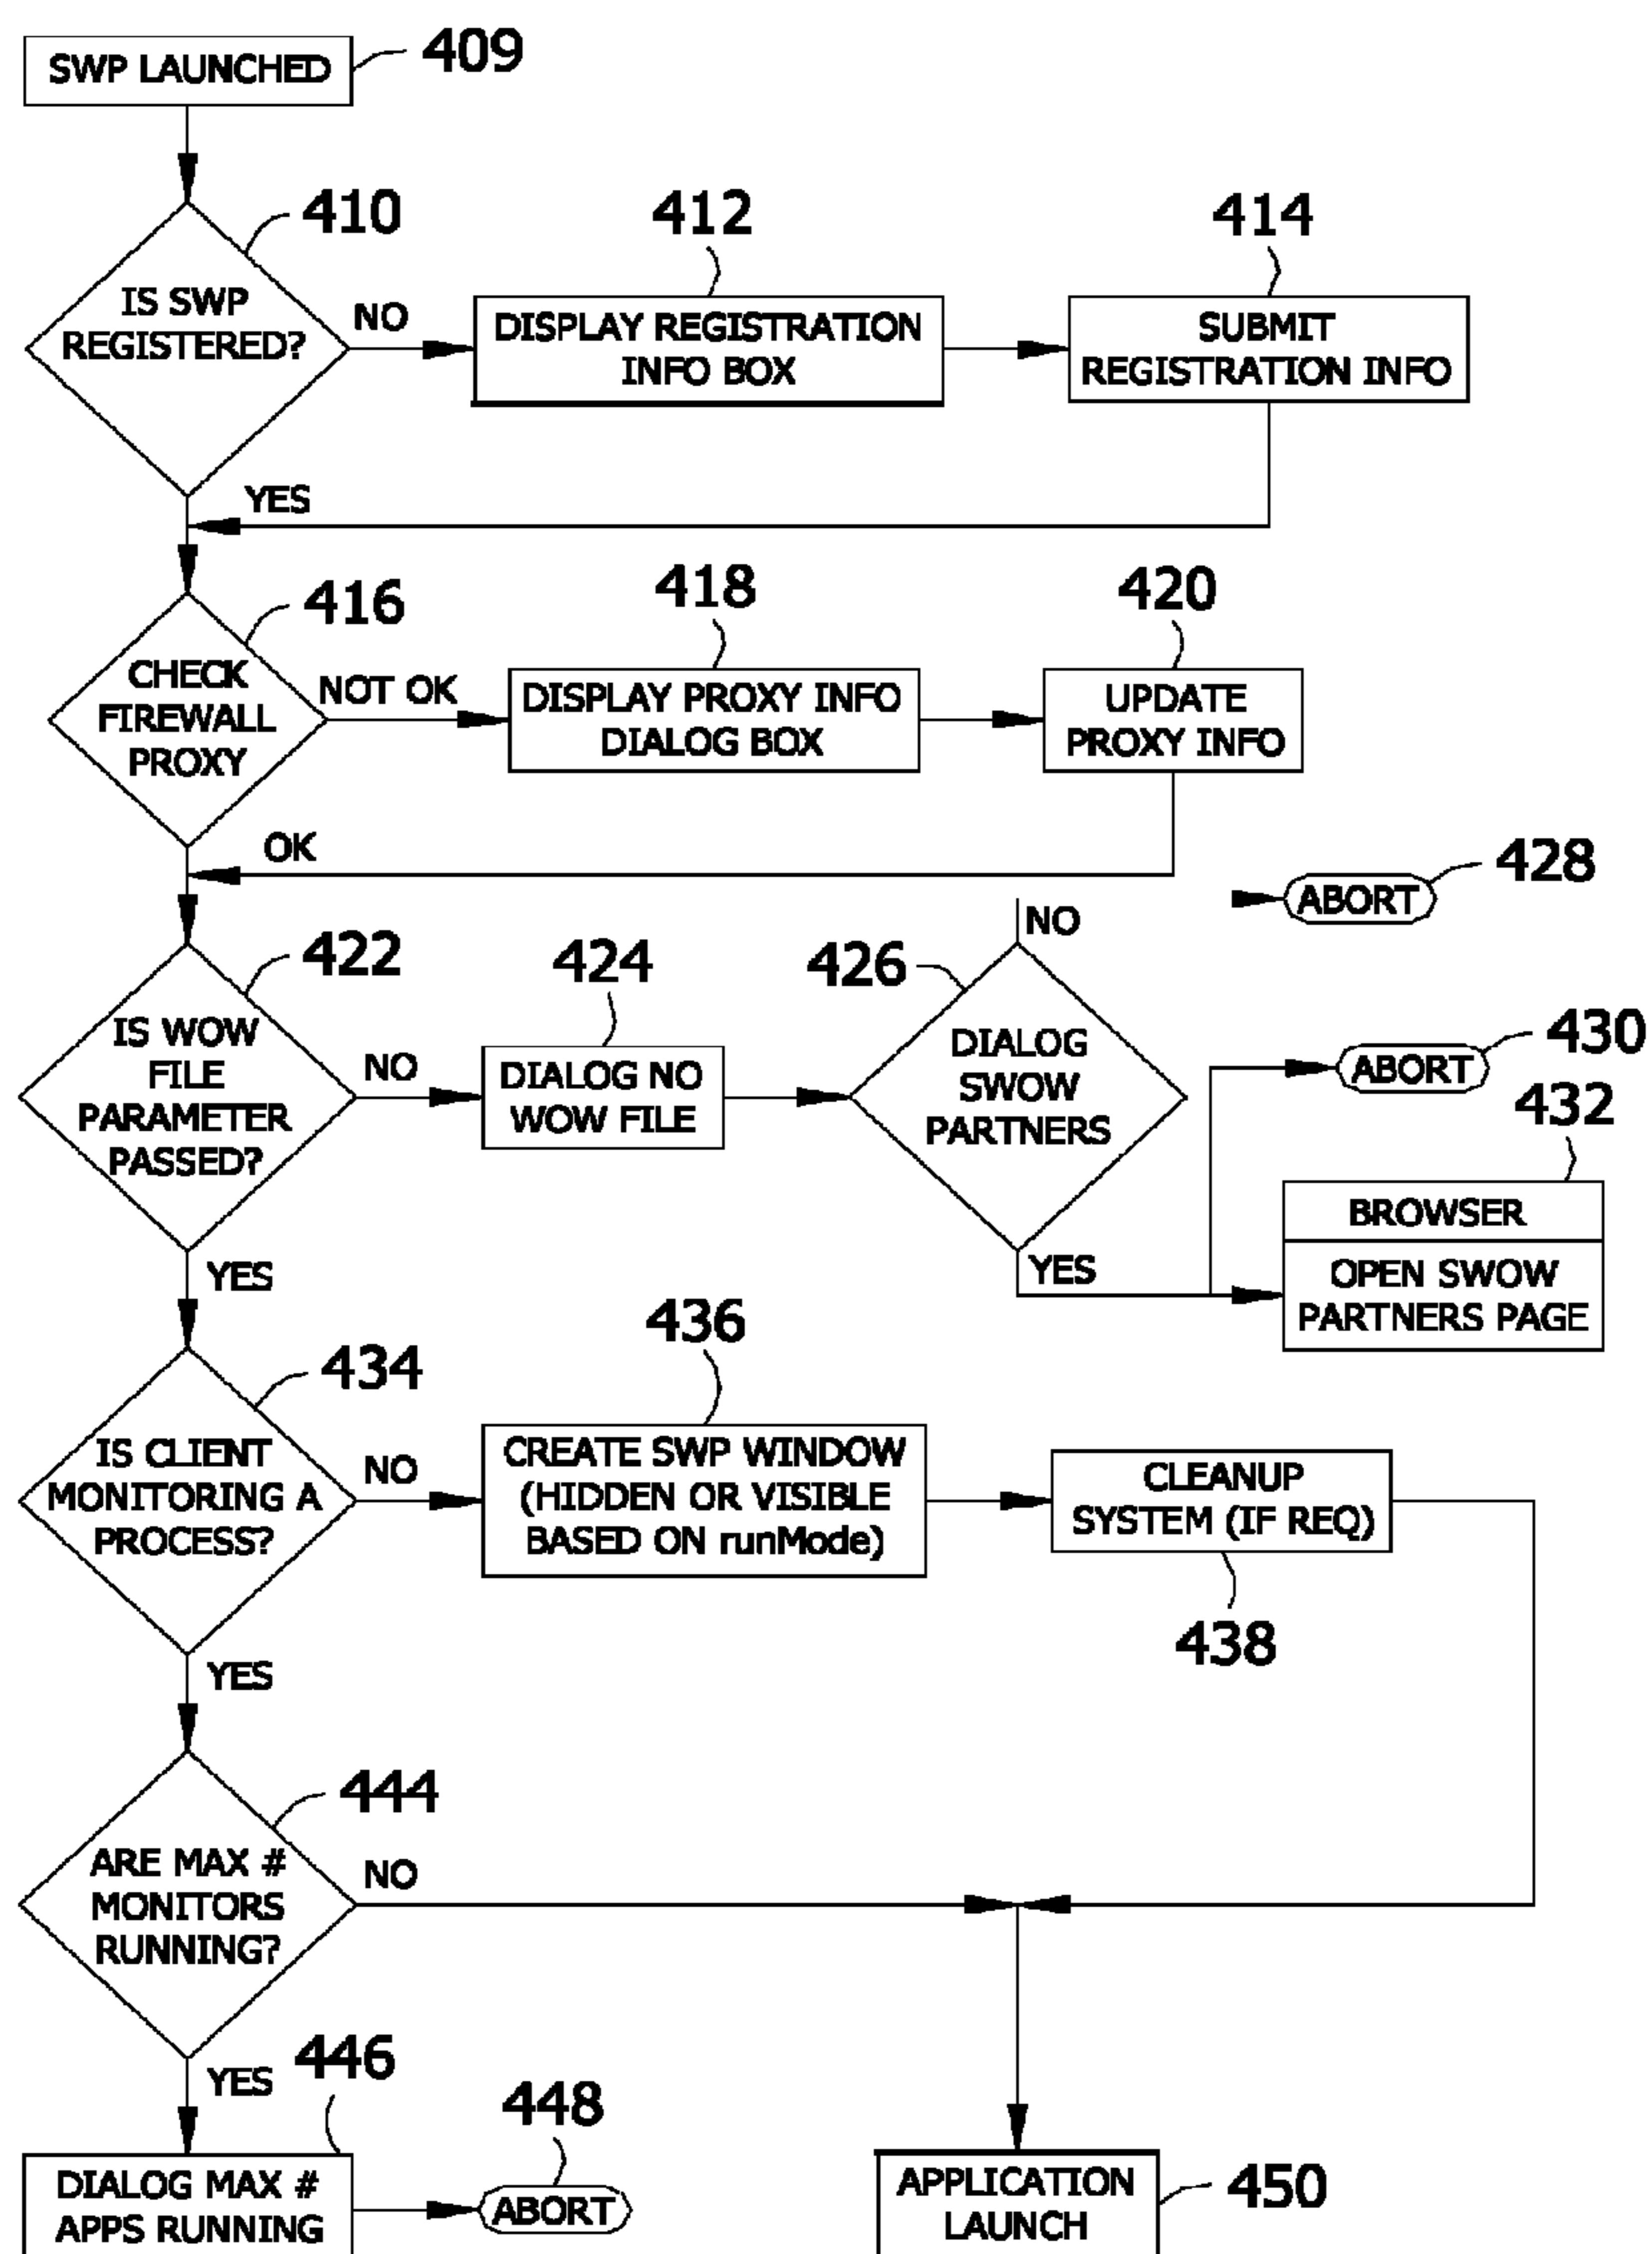 SWP LAUNCHED
409
410
IS SWP
REGISTERED?
NO
412
DISPLAY REGISTRATION
INFO BOX
414
SUBMIT
REGISTRATION INFO
YES
416
CHECK
FIREWALL
PROXY
NOT OK
418
DISPLAY PROXY INFO
DIALOG BOX
420
UPDATE
PROXY INFO
OK
422
IS WOW
FILE
PARAMETER
PASSED?
NO
424
DIALOG NO
WOW FILE
426
DIALOG
SWOW
PARTNERS
NO
ABORT
428
YES
ABORT
430
432
BROWSER
OPEN SWOW
PARTNERS PAGE
YES
434
IS CLIENT
MONITORING A
PROCESS?
NO
436
CREATE SWP WINDOW
(HIDDEN OR VISIBLE
BASED ON runMode)
CLEANUP
SYSTEM (IF REQ)
438
YES
444
ARE MAX #
MONITORS
RUNNING?
NO
YES
446
DIALOG MAX #
APPS RUNNING
448
ABORT
APPLICATION
LAUNCH
450